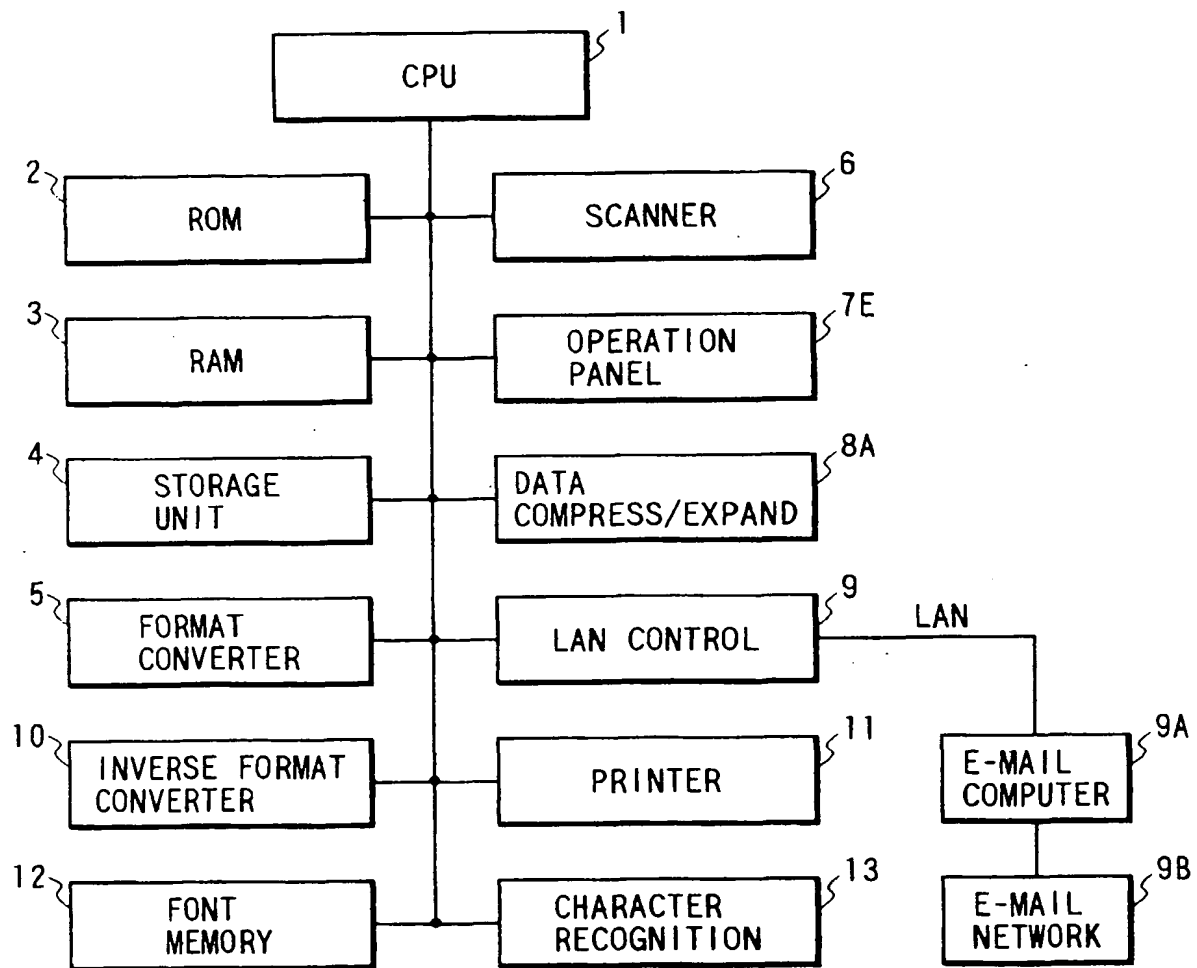 1
CPU
2
ROM
6
SCANNER
3
RAM
7E
OPERATION
PANEL
4
STORAGE
UNIT
8A
DATA
COMPRESS/EXPAND
5
FORMAT
CONVERTER
9
LAN CONTROL
LAN
10
INVERSE FORMAT
CONVERTER
11
PRINTER
9A
E-MAIL
COMPUTER
12
FONT
MEMORY
13
CHARACTER
RECOGNITION
9B
E-MAIL
NETWORK